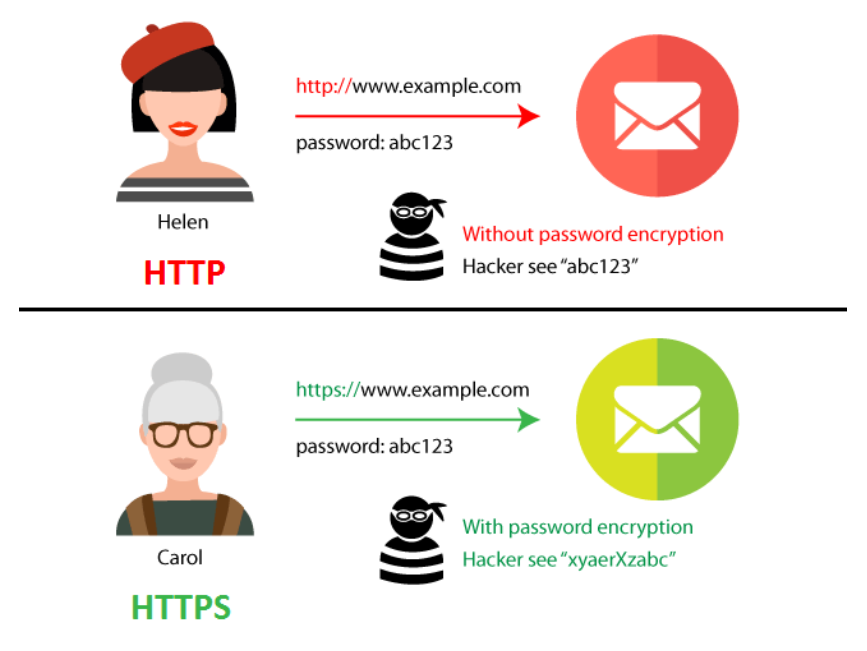 http://www.example.com
password: abc123
Helen
HTTP
Without password encryption
Hacker see “abc123”
https://www.example.com
password: abc123
Carol
HTTPS
With password encryption
Hacker see “xyaerXzabc”